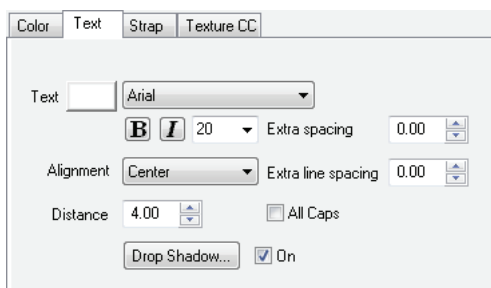 Color Text Strap Texture CC
Text Arial
B I 20 Extra spacing 0.00
Alignment Center Extra line spacing 0.00
Distance 4.00 All Caps
Drop Shadow... On